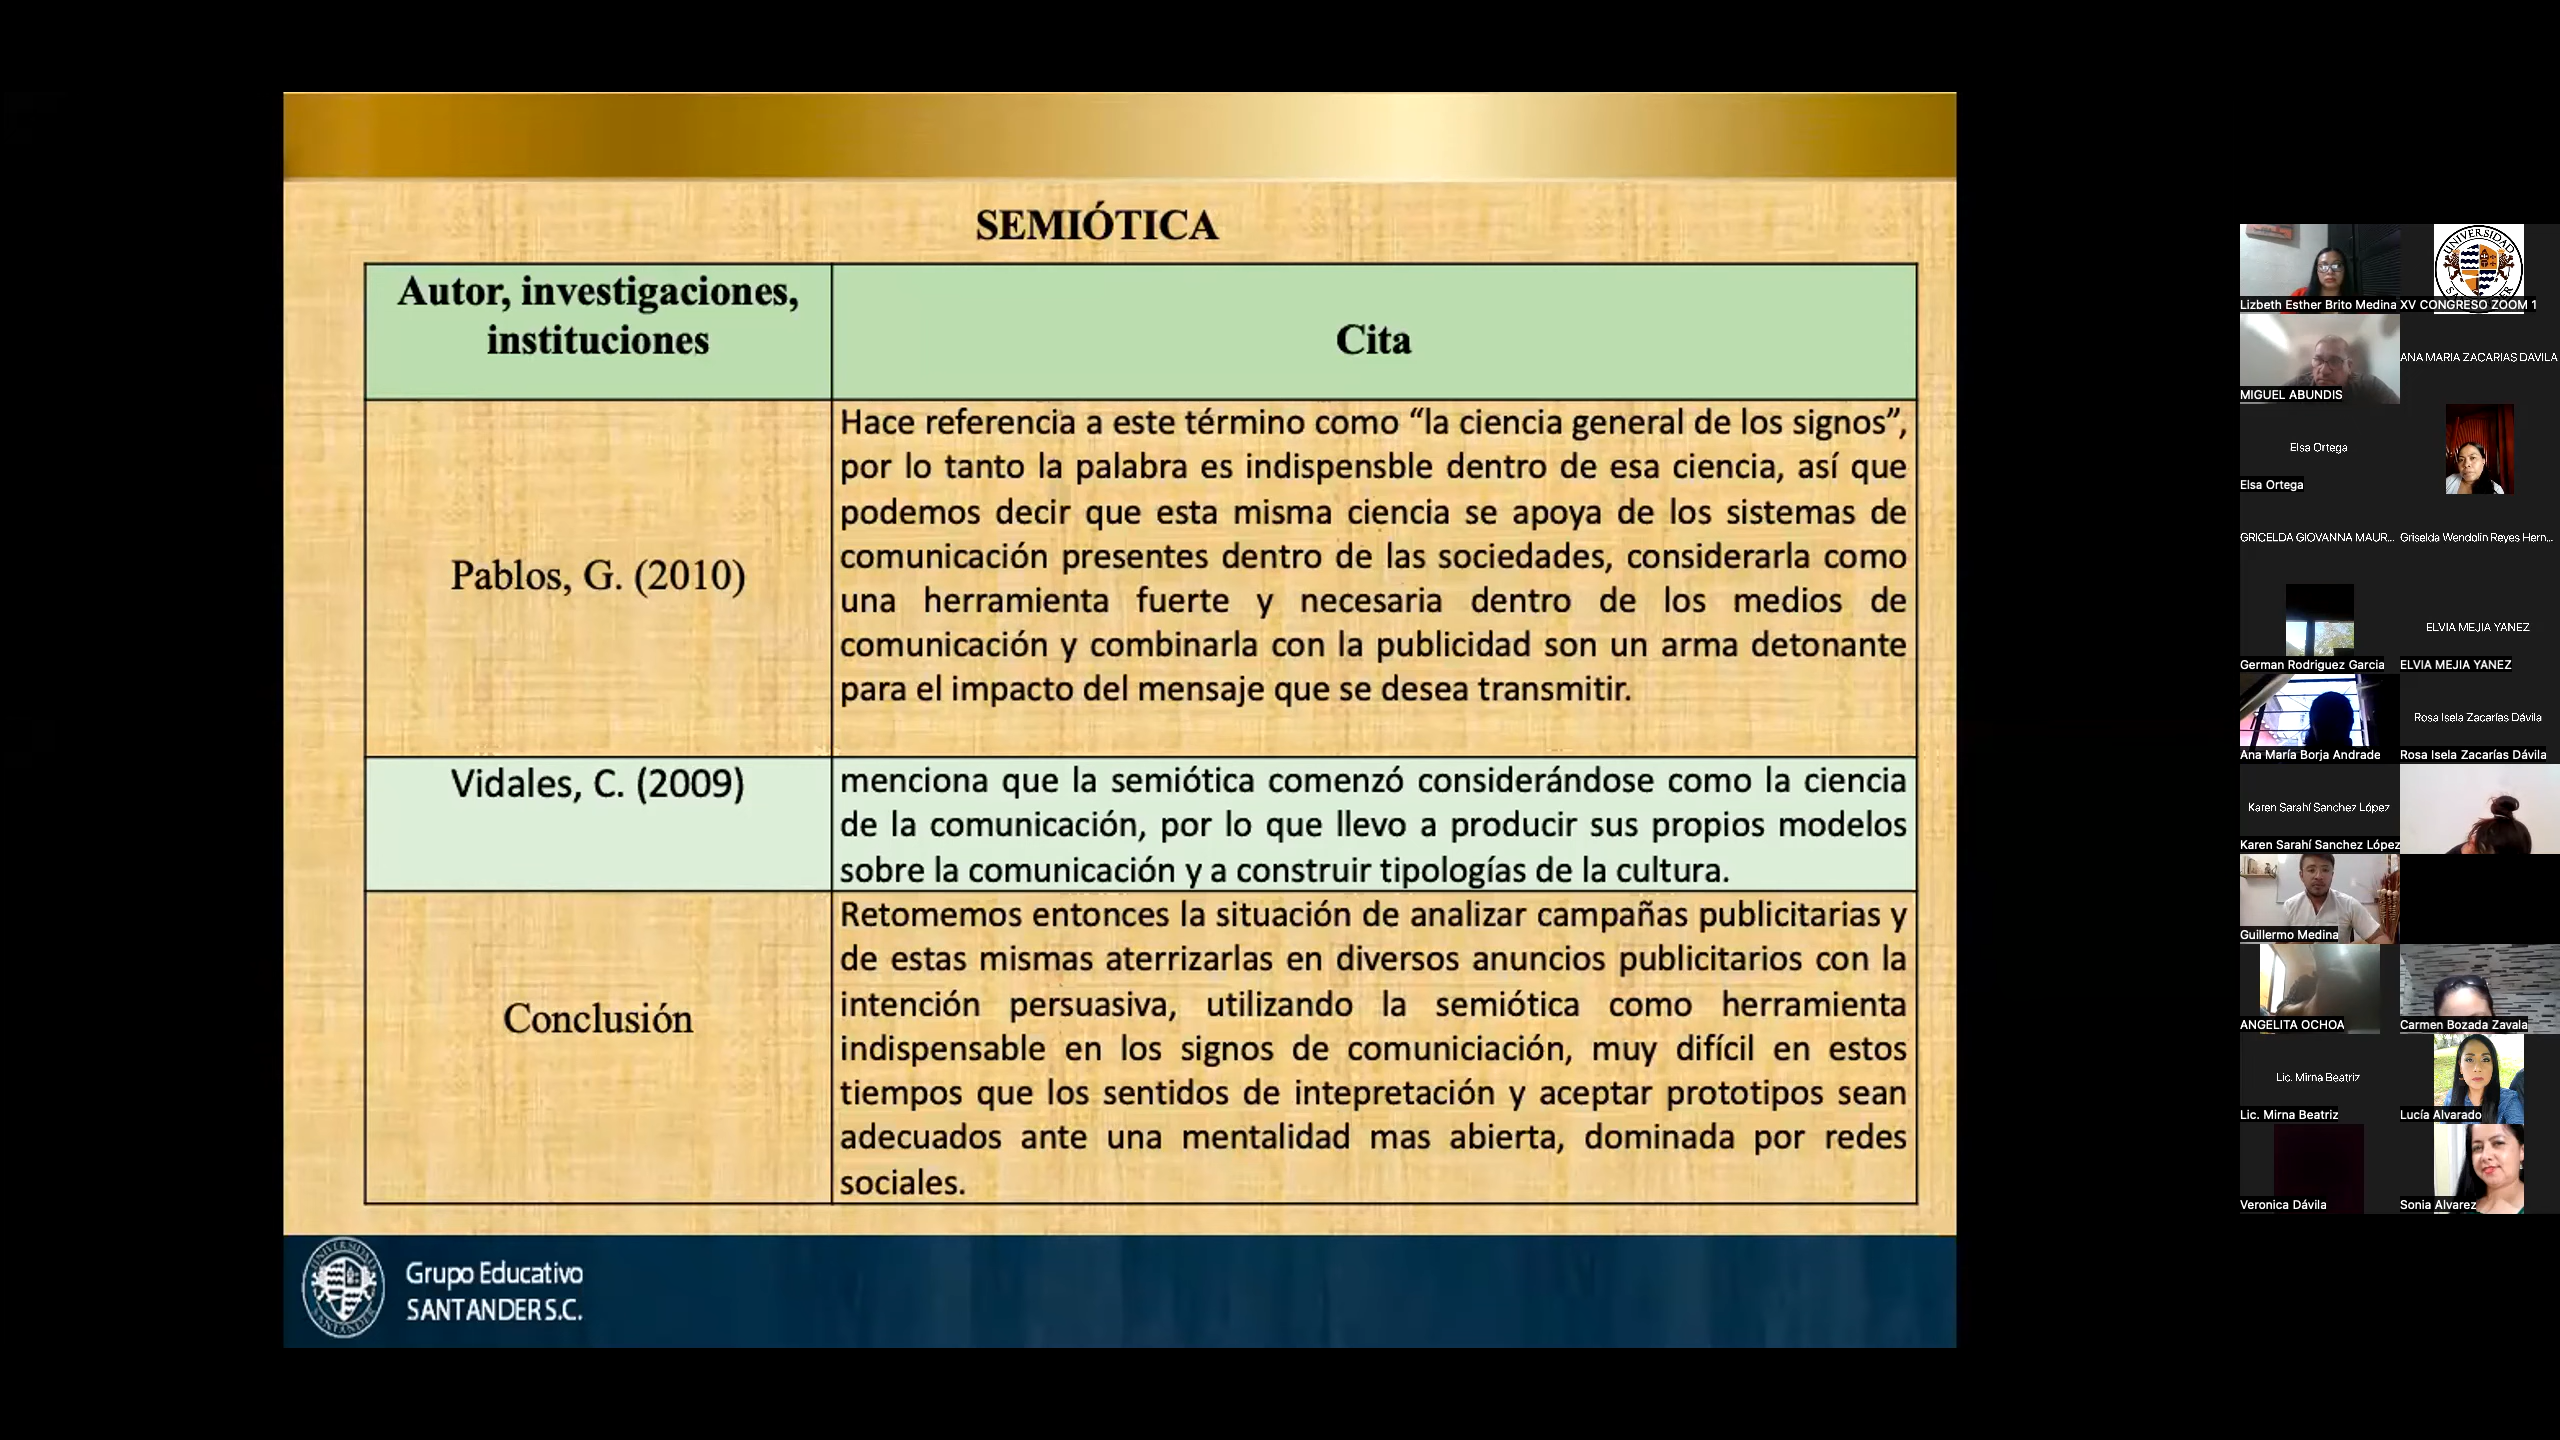 SEMIÓTICA
Autor, investigaciones,
instituciones
Cita
Pablos, G. (2010)
Hace referencia a este término como “la ciencia general de los signos”,
por lo tanto la palabra es indispensble dentro de esa ciencia, así que
podemos decir que esta misma ciencia se apoya de los sistemas de
comunicación presentes dentro de las sociedades, considerarla como
una herramienta fuerte y necesaria dentro de los medios de
comunicación y combinarla con la publicidad son un arma detonante
para el impacto del mensaje que se desea transmitir.
Vidales, C. (2009)
menciona que la semiótica comenzó considerándose como la ciencia
de la comunicación, por lo que llevo a producir sus propios modelos
sobre la comunicación y a construir tipologías de la cultura.
Conclusión
Retomemos entonces la situación de analizar campañas publicitarias y
de estas mismas aterrizarlas en diversos anuncios publicitarios con la
intención persuasiva, utilizando la semiótica como herramienta
indispensable en los signos de comuniciación, muy difícil en estos
tiempos que los sentidos de intepretación y aceptar prototipos sean
adecuados ante una mentalidad mas abierta, dominada por redes
sociales.
Grupo Educativo
SANTANDER S.C.
UNIVERSIDAD
Lizbeth Esther Brito Medina
XV CONGRESO ZOOM 1
MIGUEL ABUNDIS
ANA MARIA ZACARIAS DAVILA
Elsa Ortega
Elsa Ortega
GRICELDA GIOVANNA MAUR...
Griselda Wendolin Reyes Hern...
German Rodriguez Garcia
ELVIA MEJIA YANEZ
ELVIA MEJIA YANEZ
Ana María Borja Andrade
Rosa Isela Zacarías Dávila
Rosa Isela Zacarías Dávila
Karen Sarahí Sanchez López
Karen Sarahí Sanchez López
Guillermo Medina
ANGELITA OCHOA
Carmen Bozada Zavala
Lic. Mirna Beatriz
Lic. Mirna Beatriz
Lucía Alvarado
Veronica Dávila
Sonia Alvarez